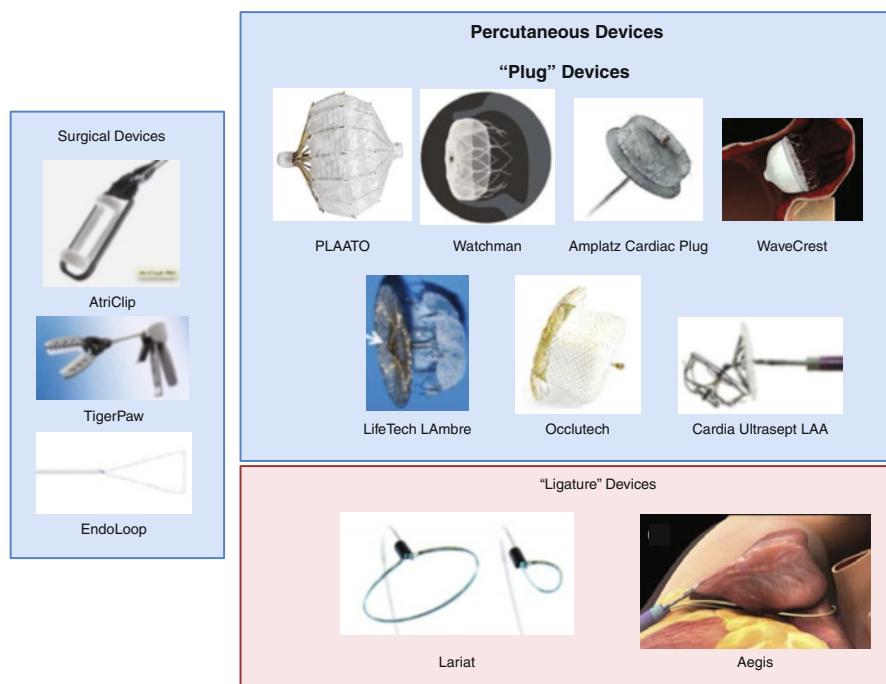 Percutaneous Devices
“Plug” Devices
Surgical Devices
AtriClip
TigerPaw
EndoLoop
PLAATO
Watchman
Amplatz Cardiac Plug
WaveCrest
LifeTech LAmbre
Occlutech
Cardia Ultrasept LAA
“Ligature” Devices
Lariat
Aegis